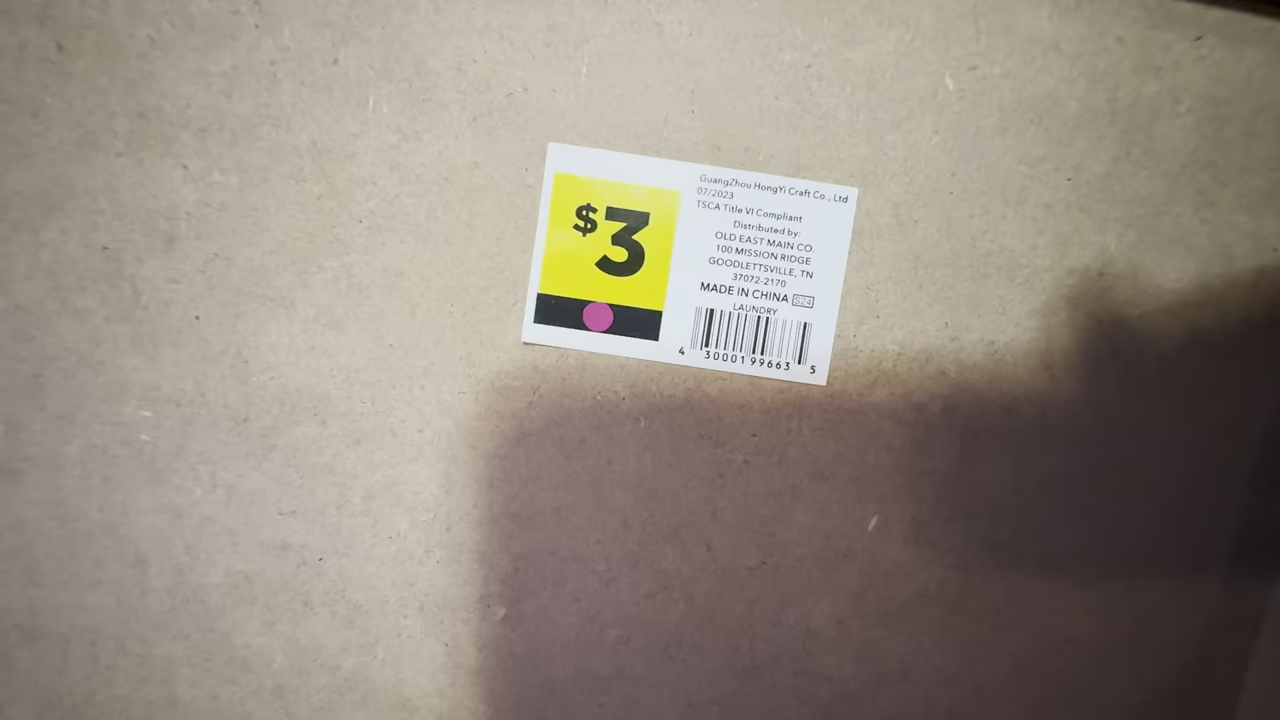 $3
GuangZhou HongYi Craft Co., Ltd
07/2023
TSCA Title VI Compliant
Distributed by:
OLD EAST MAIN CO.
100 MISSION RIDGE
GOODLETTSVILLE, TN
37072-2170
MADE IN CHINA S24
LAUNDRY
4 30001 99663 5